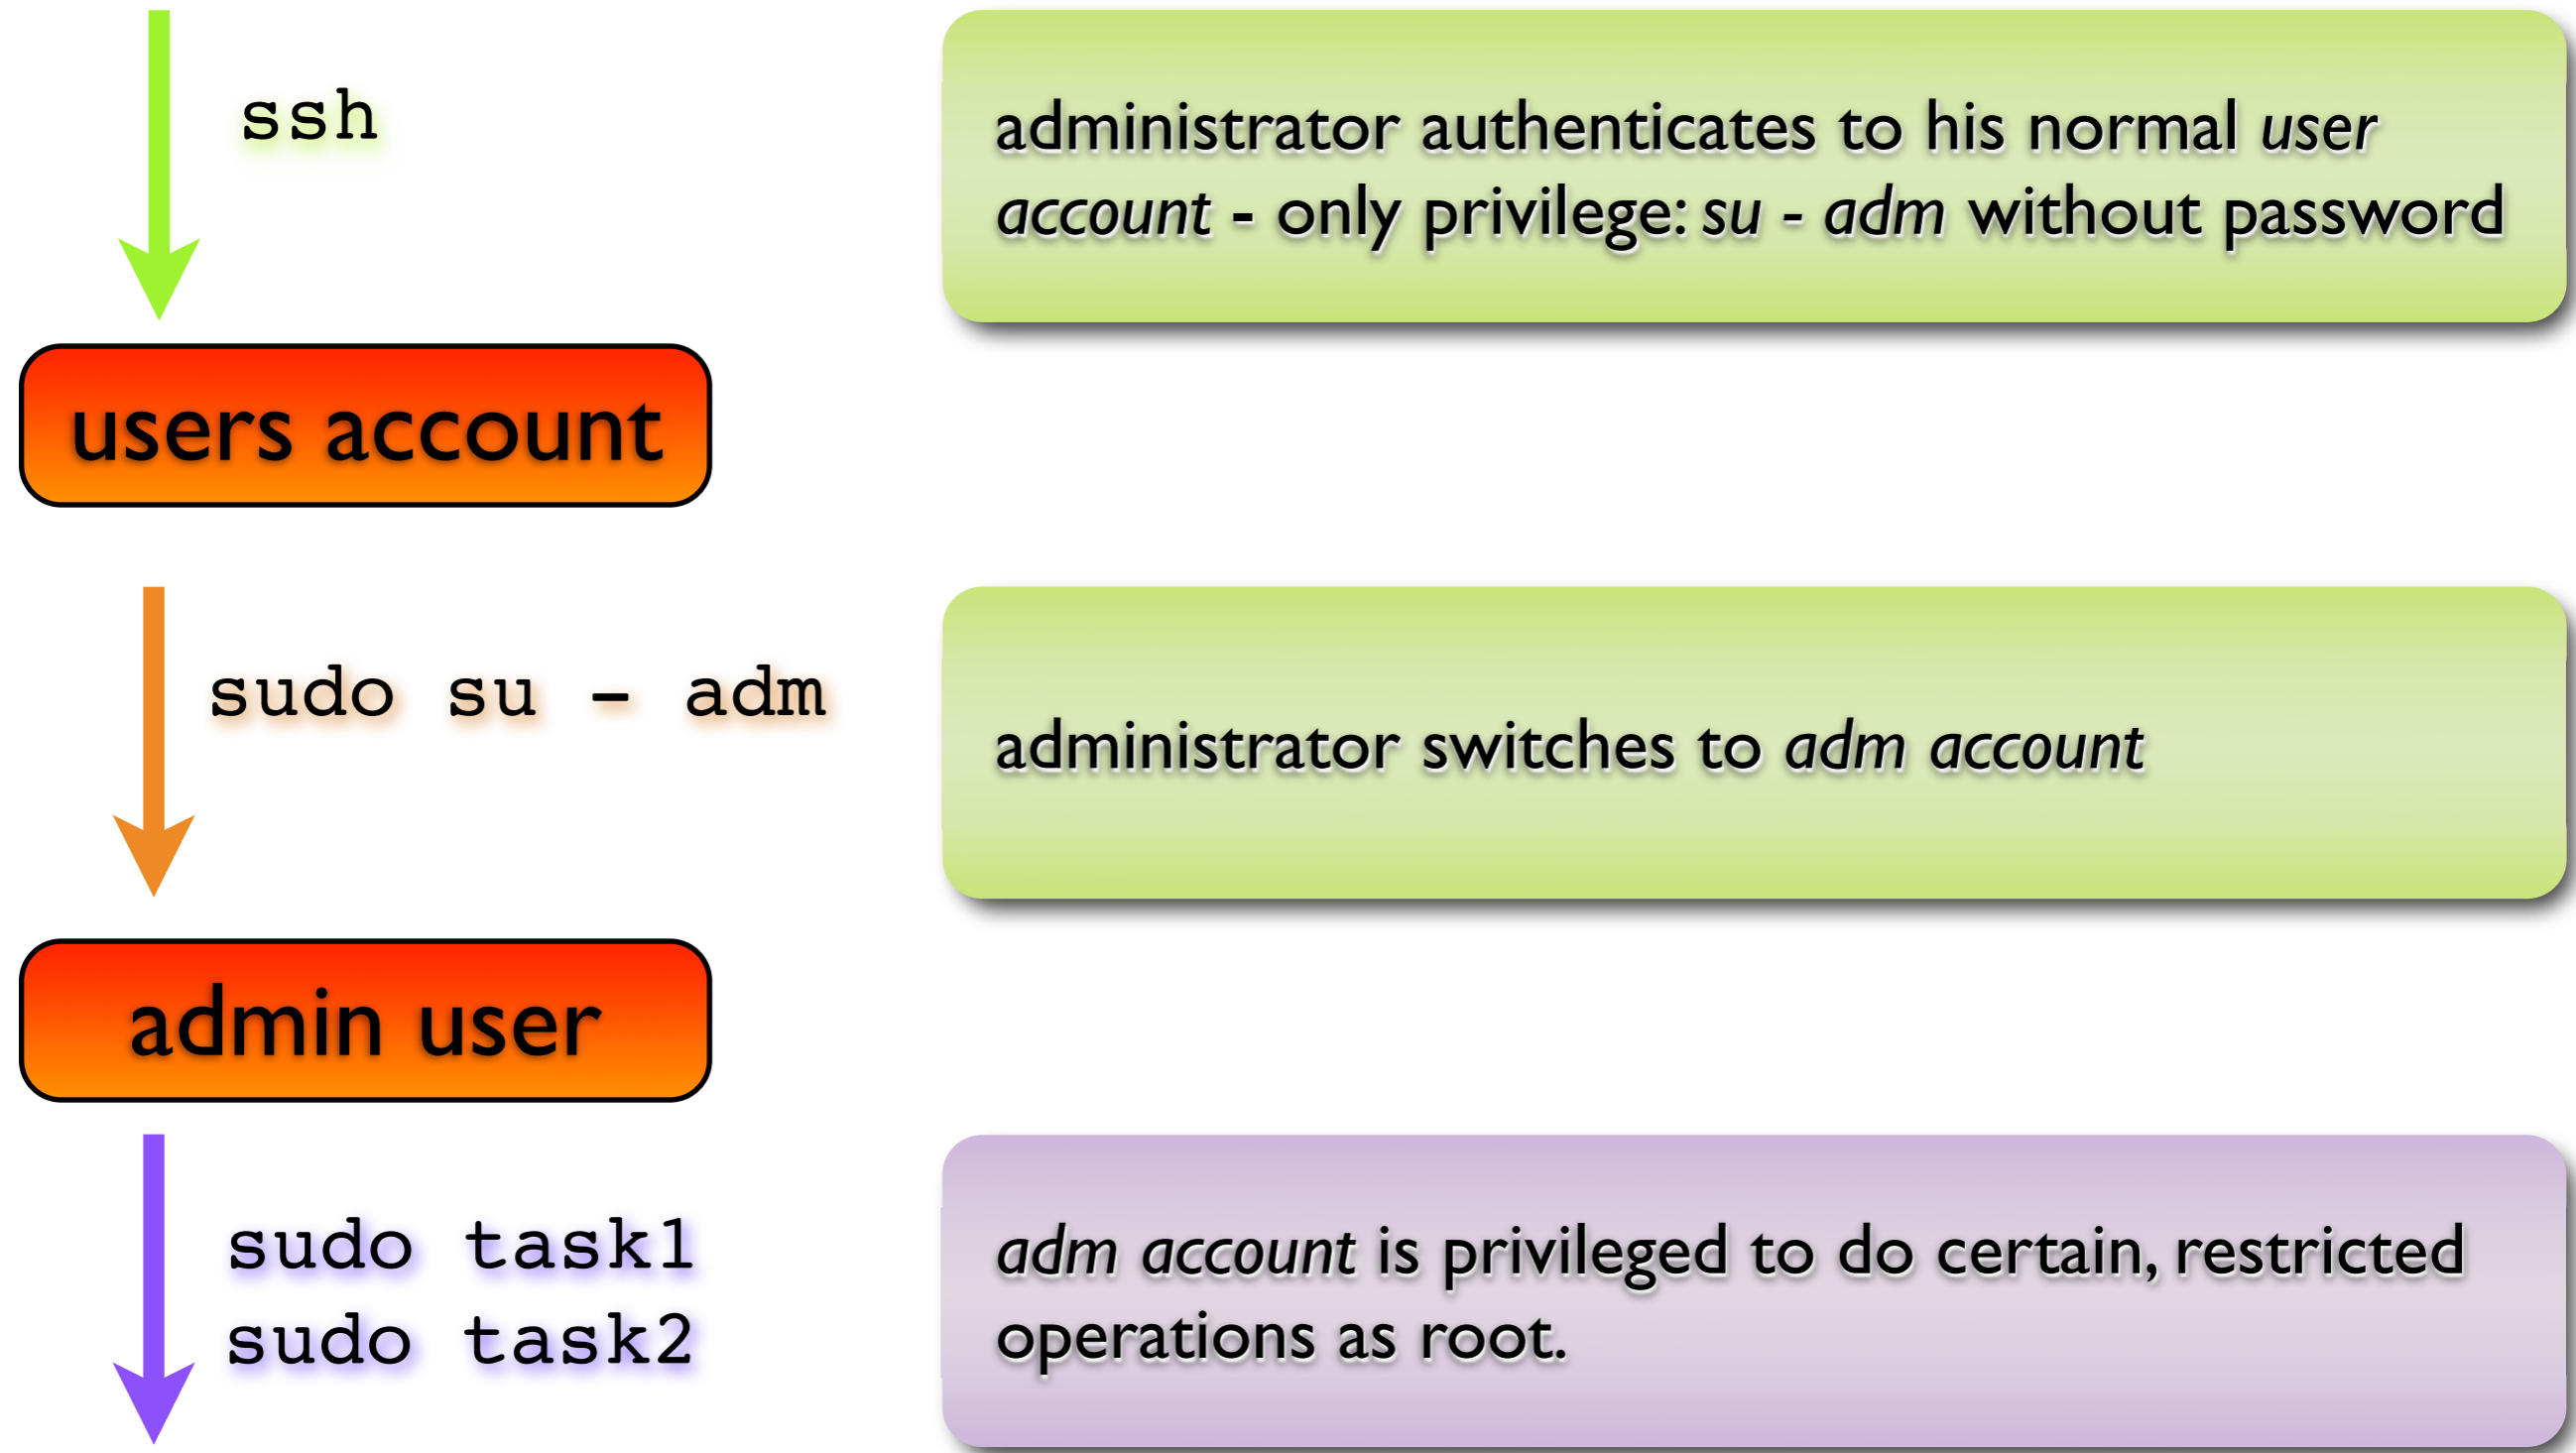 ssh
administrator authenticates to his normal user
account - only privilege: su - adm without password
users account
sudo su - adm
administrator switches to adm account
admin user
sudo task1
sudo task2
adm account is privileged to do certain, restricted
operations as root.